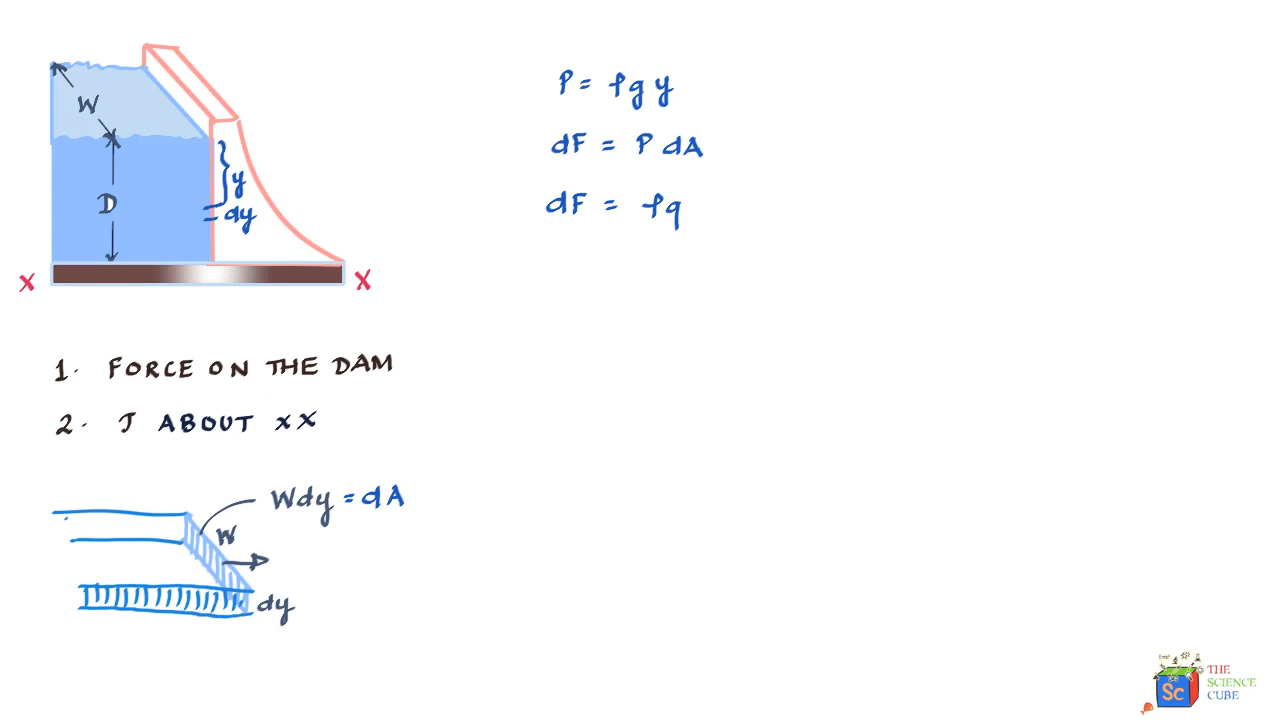 W
D
y
dy
X
X
P = ρg y
dF = P dA
dF = ρg
1. FORCE ON THE DAM
2. τ ABOUT XX
Wdy = dA
W
dy
Sc
THE
SCIENCE
CUBE